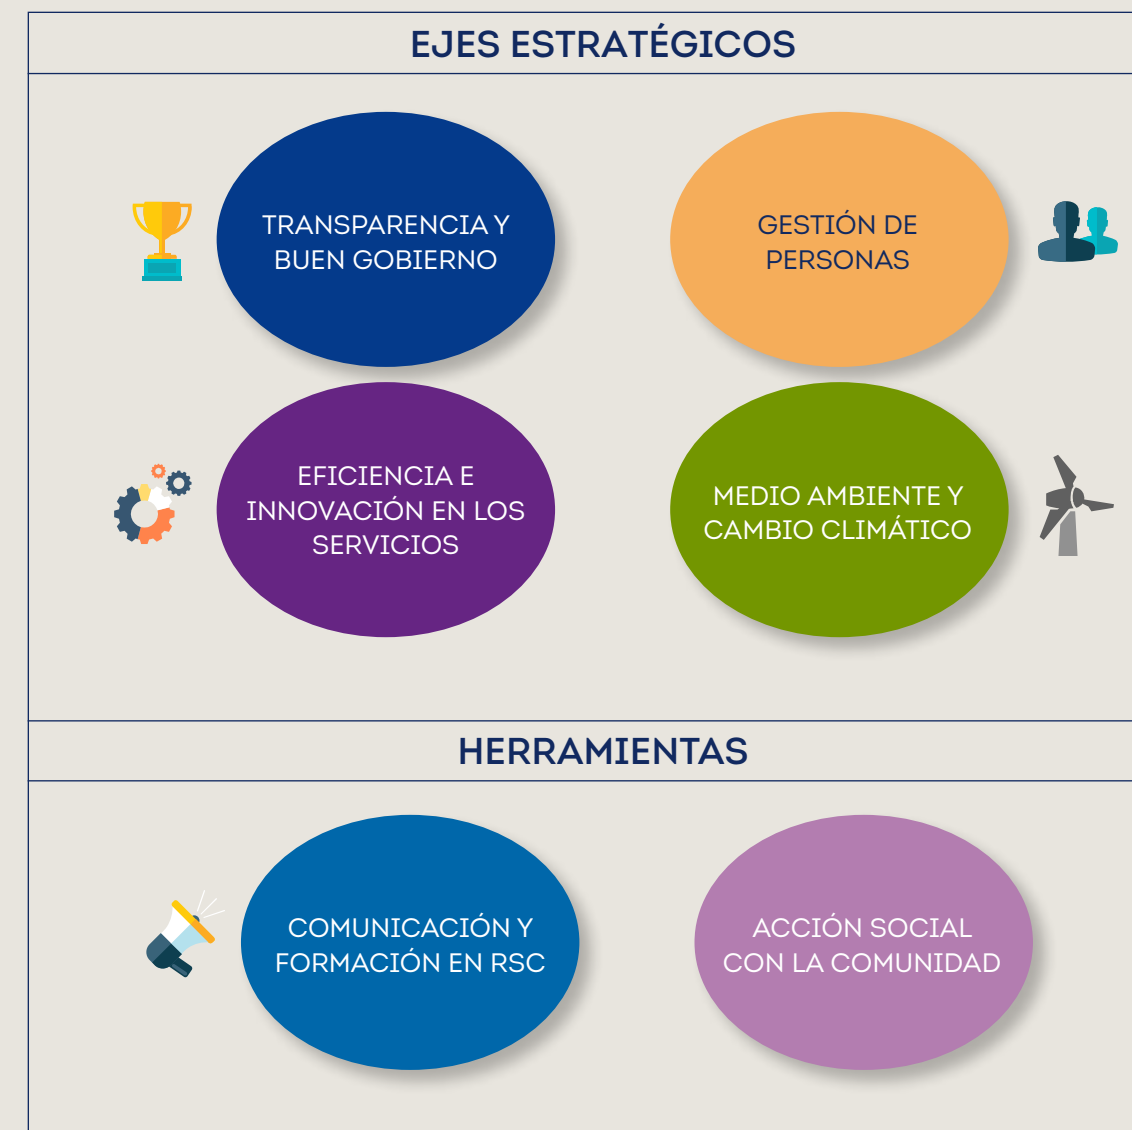 EJES ESTRATÉGICOS
TRANSPARENCIA Y
BUEN GOBIERNO
GESTIÓN DE
PERSONAS
EFICIENCIA E
INNOVACIÓN EN LOS
SERVICIOS
MEDIO AMBIENTE Y
CAMBIO CLIMÁTICO
HERRAMIENTAS
COMUNICACIÓN Y
FORMACIÓN EN RSC
ACCIÓN SOCIAL
CON LA COMUNIDAD